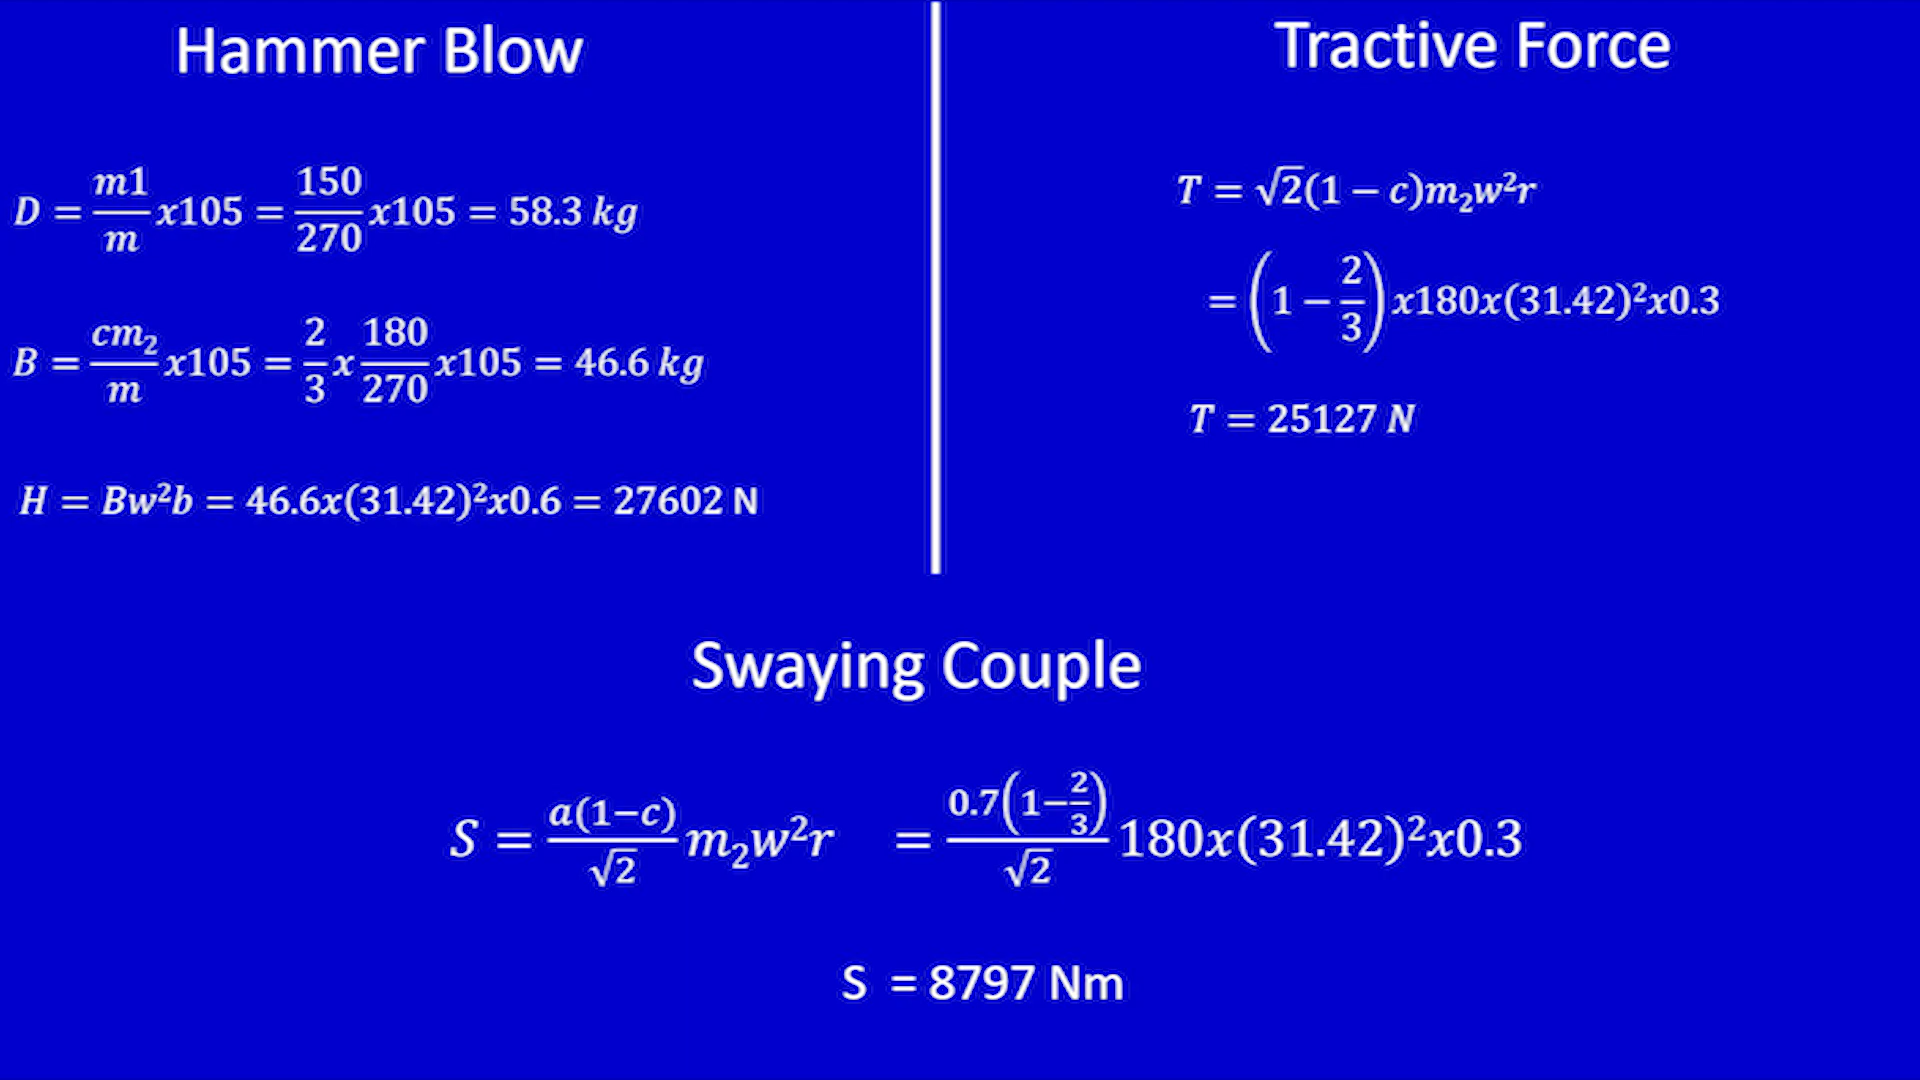 Hammer Blow
D = m1/m x105 = 150/270 x105 = 58.3 kg
B = cm₂/m x105 = 2/3 x 180/270 x105 = 46.6 kg
H = Bw²b = 46.6x(31.42)²x0.6 = 27602 N
Tractive Force
T = √2(1 − c)m₂w²r
= (1 − 2/3) x180x(31.42)²x0.3
T = 25127 N
Swaying Couple
S = a(1−c)/√2 m₂w²r = 0.7(1−2/3)/√2 180x(31.42)²x0.3
S = 8797 Nm